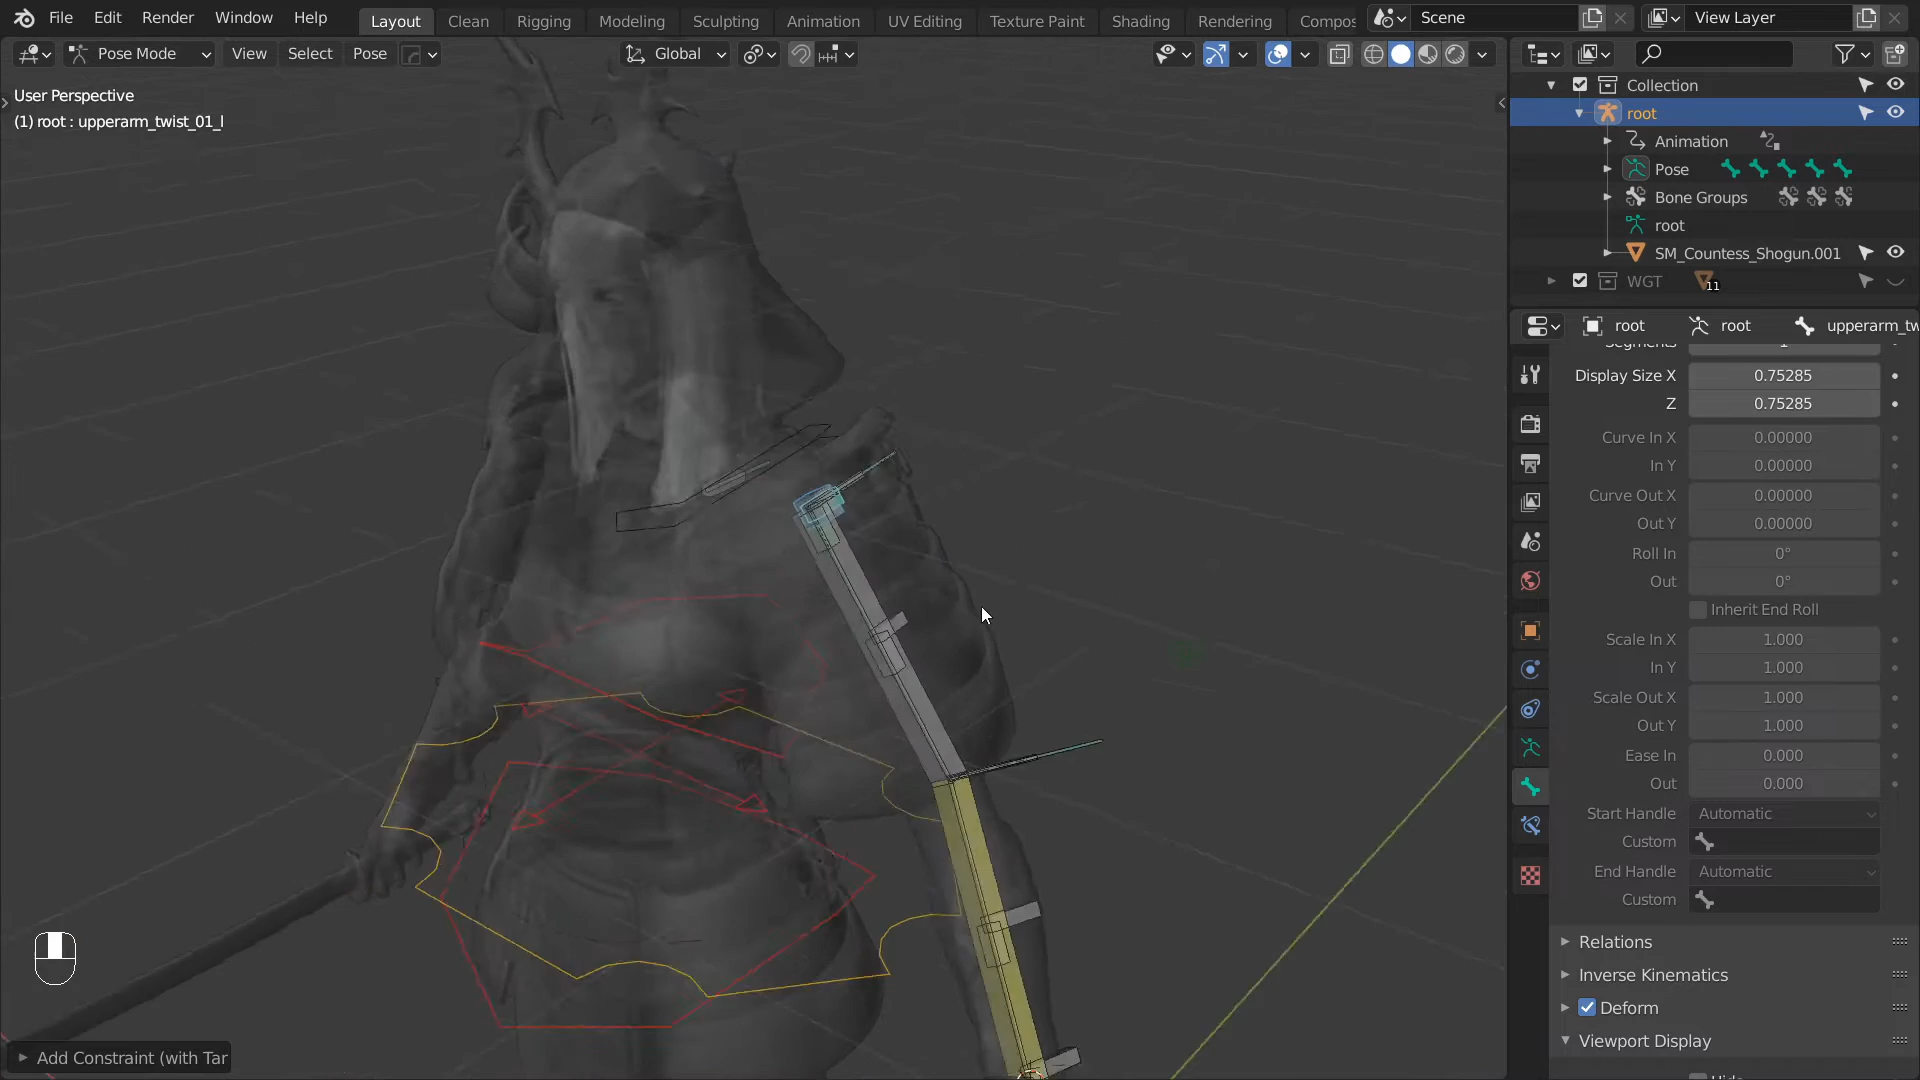 File Edit Render Window Help Layout Clean Rigging Modeling Sculpting Animation UV Editing Texture Paint Shading Rendering Compos Scene View Layer
Pose Mode View Select Pose Global
User Perspective
(1) root : upperarm_twist_01_l
Collection
root
Animation
Pose
Bone Groups
root
SM_Countess_Shogun.001
WGT 11
root root upperarm_tw
Segments 1
Display Size X 0.75285
Z 0.75285
Curve In X 0.00000
In Y 0.00000
Curve Out X 0.00000
Out Y 0.00000
Roll In 0°
Out 0°
Inherit End Roll
Scale In X 1.000
In Y 1.000
Scale Out X 1.000
Out Y 1.000
Ease In 0.000
Out 0.000
Start Handle Automatic
Custom
End Handle Automatic
Custom
Relations
Inverse Kinematics
Deform
Viewport Display
Add Constraint (with Tar